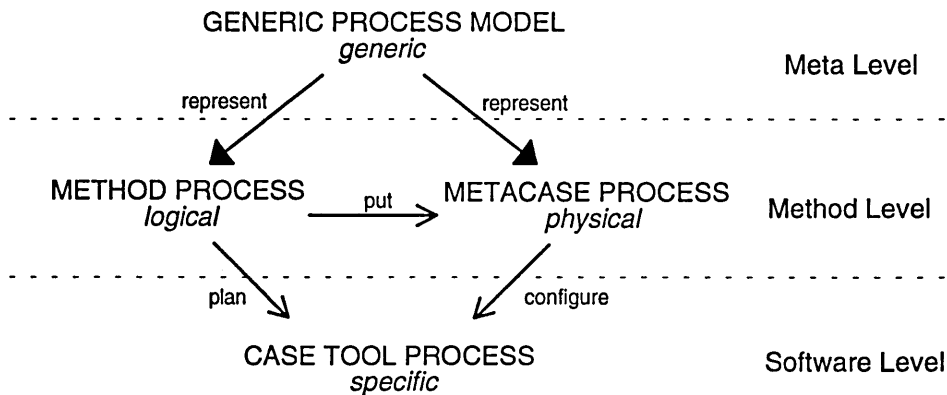 GENERIC PROCESS MODEL
generic
Meta Level
represent
represent
METHOD PROCESS
logical
put
METACASE PROCESS
physical
Method Level
plan
configure
CASE TOOL PROCESS
specific
Software Level